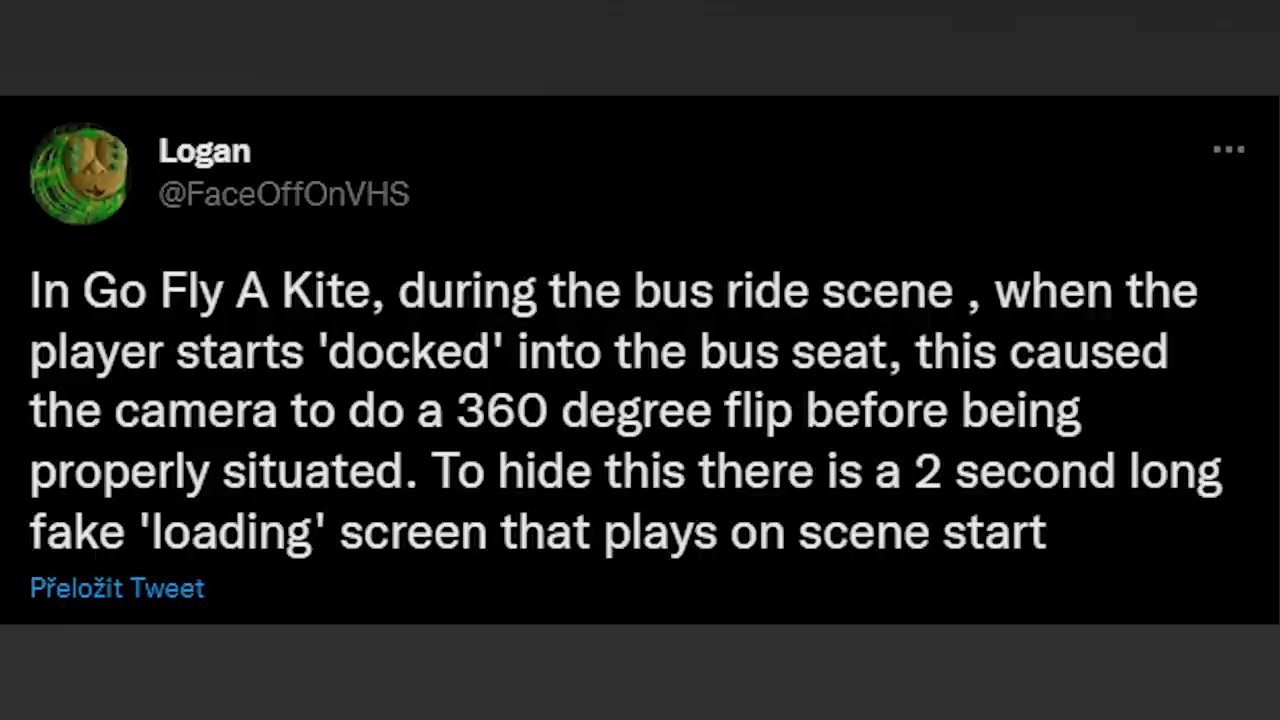 Logan
@FaceOffOnVHS
In Go Fly A Kite, during the bus ride scene , when the
player starts 'docked' into the bus seat, this caused
the camera to do a 360 degree flip before being
properly situated. To hide this there is a 2 second long
fake 'loading' screen that plays on scene start
Přeložit Tweet